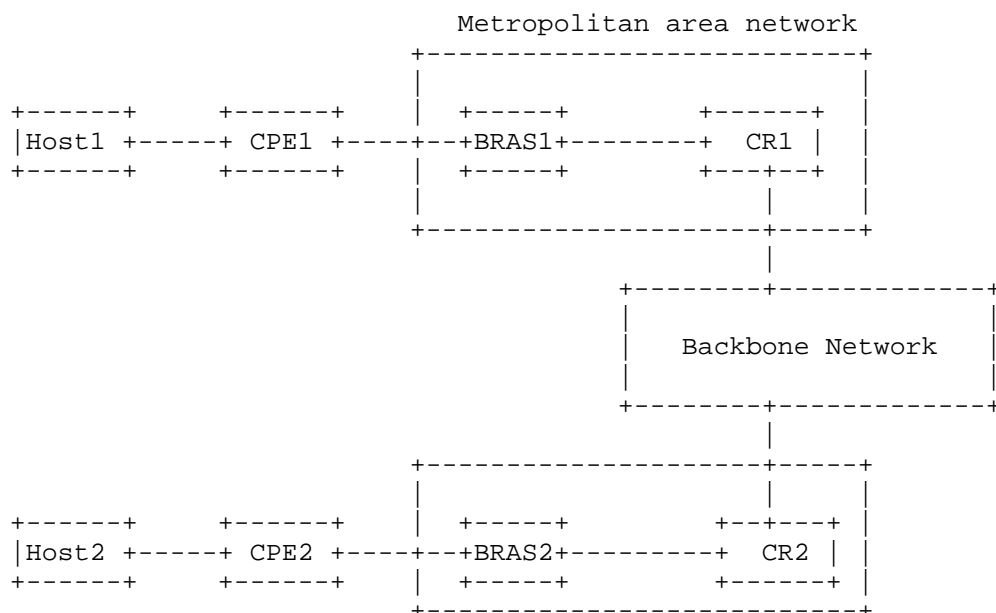 Metropolitan area network
Host1 CPE1 BRAS1 CR1
Backbone Network
Host2 CPE2 BRAS2 CR2